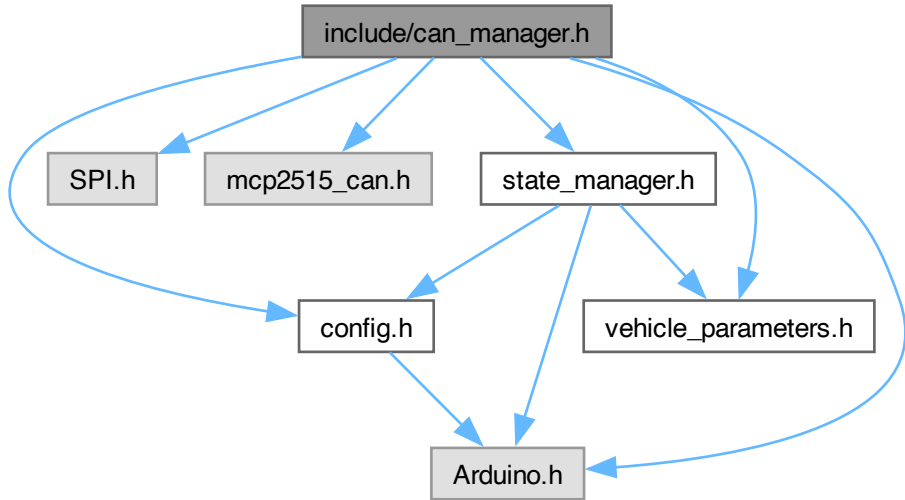 include/can_manager.h
SPI.h
mcp2515_can.h
state_manager.h
config.h
vehicle_parameters.h
Arduino.h